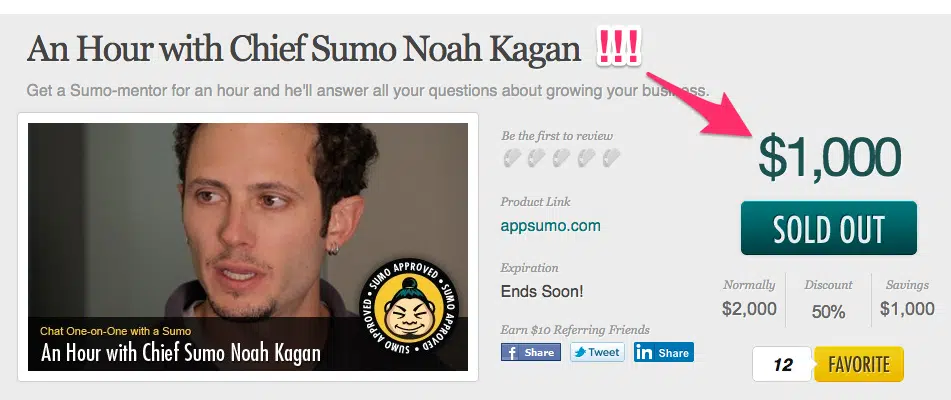 An Hour with Chief Sumo Noah Kagan !!!
Get a Sumo-mentor for an hour and he'll answer all your questions about growing your business.
Chat One-on-One with a Sumo
An Hour with Chief Sumo Noah Kagan
SUMO APPROVED • SUMO APPROVED • SUMO APPROVED •
Be the first to review
Product Link
appsumo.com
Expiration
Ends Soon!
Earn $10 Referring Friends
f Share
Tweet
in Share
$1,000
SOLD OUT
Normally Discount Savings
$2,000 50% $1,000
12 FAVORITE